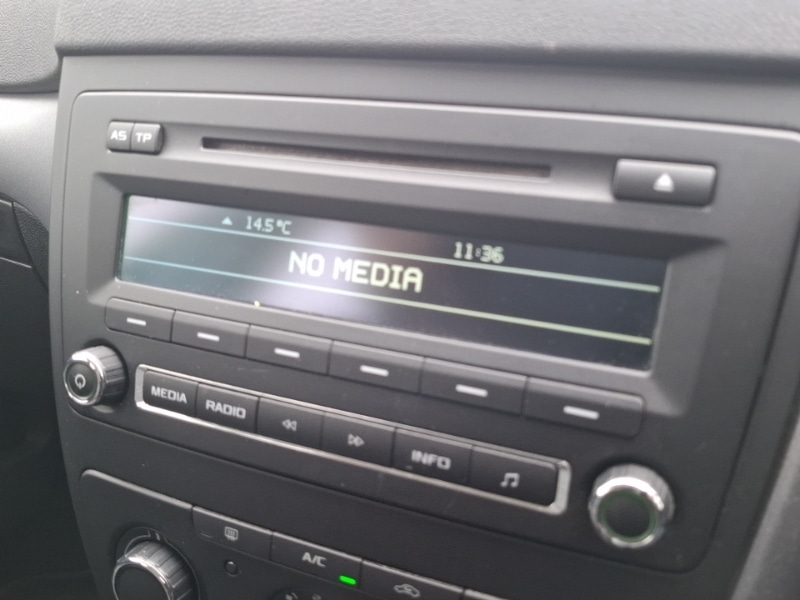 AS TP
14.5°C
11:36
NO MEDIA
MEDIA RADIO INFO
A/C